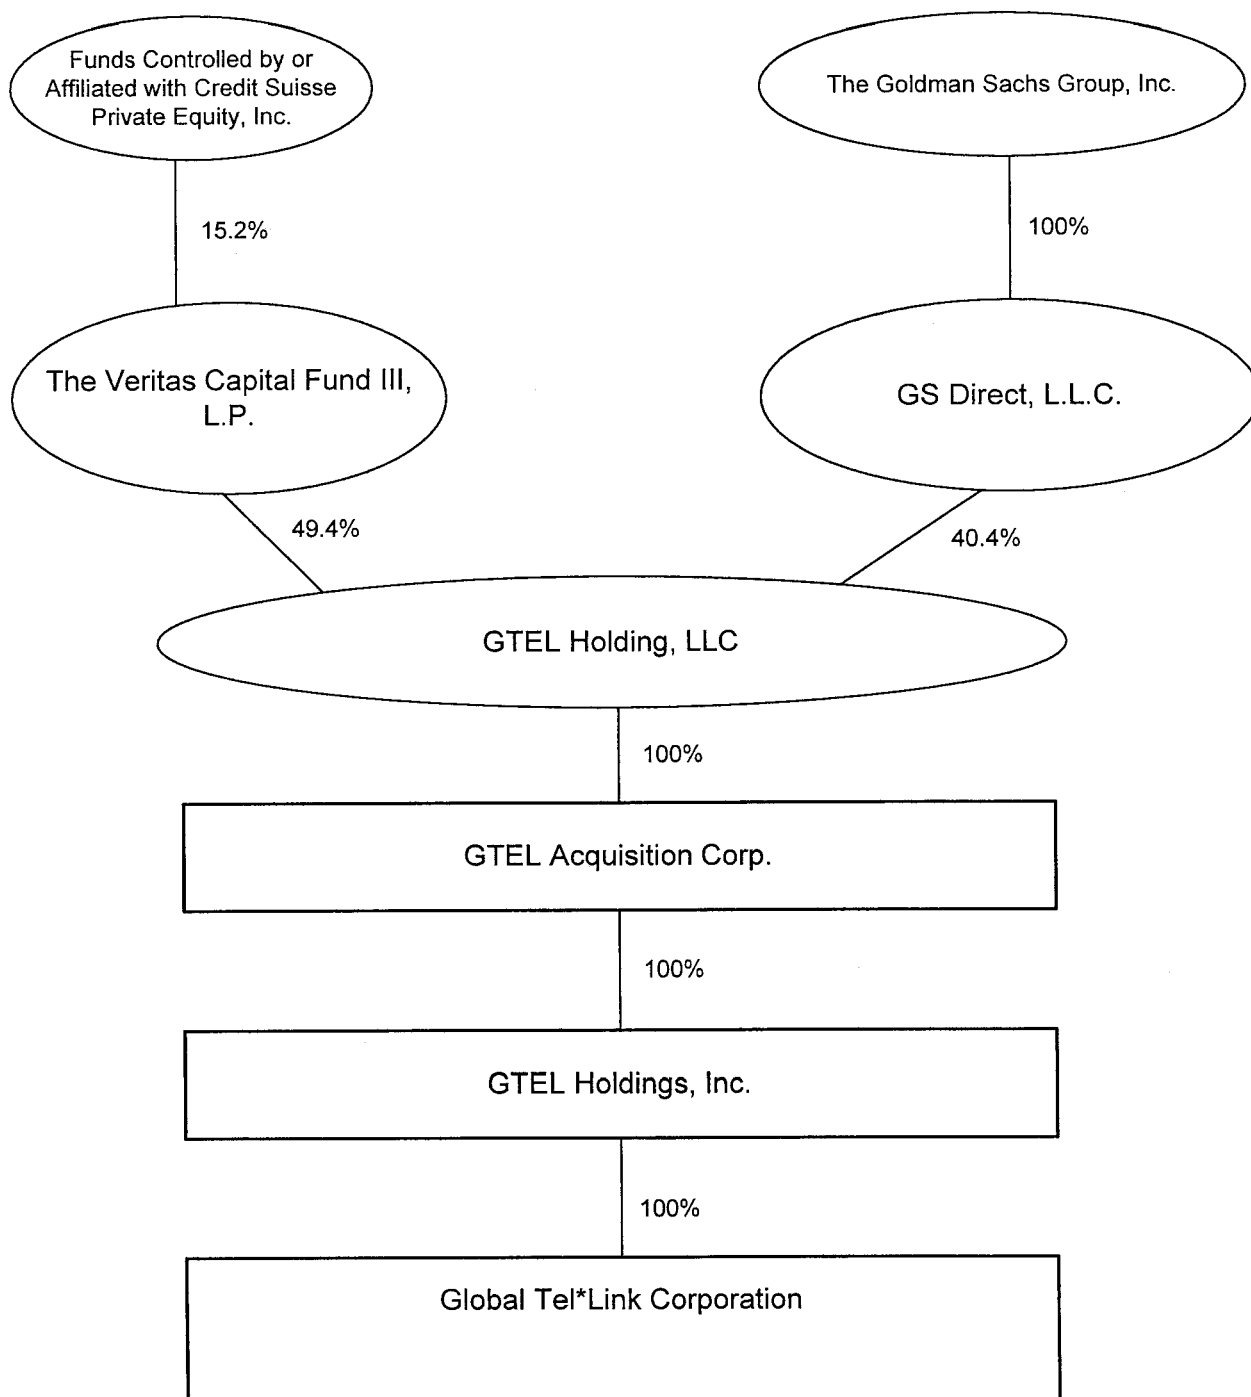 Funds Controlled by or
Affiliated with Credit Suisse
Private Equity, Inc.
The Goldman Sachs Group, Inc.
15.2%
100%
The Veritas Capital Fund III,
L.P.
GS Direct, L.L.C.
49.4%
40.4%
GTEL Holding, LLC
100%
GTEL Acquisition Corp.
100%
GTEL Holdings, Inc.
100%
Global Tel*Link Corporation